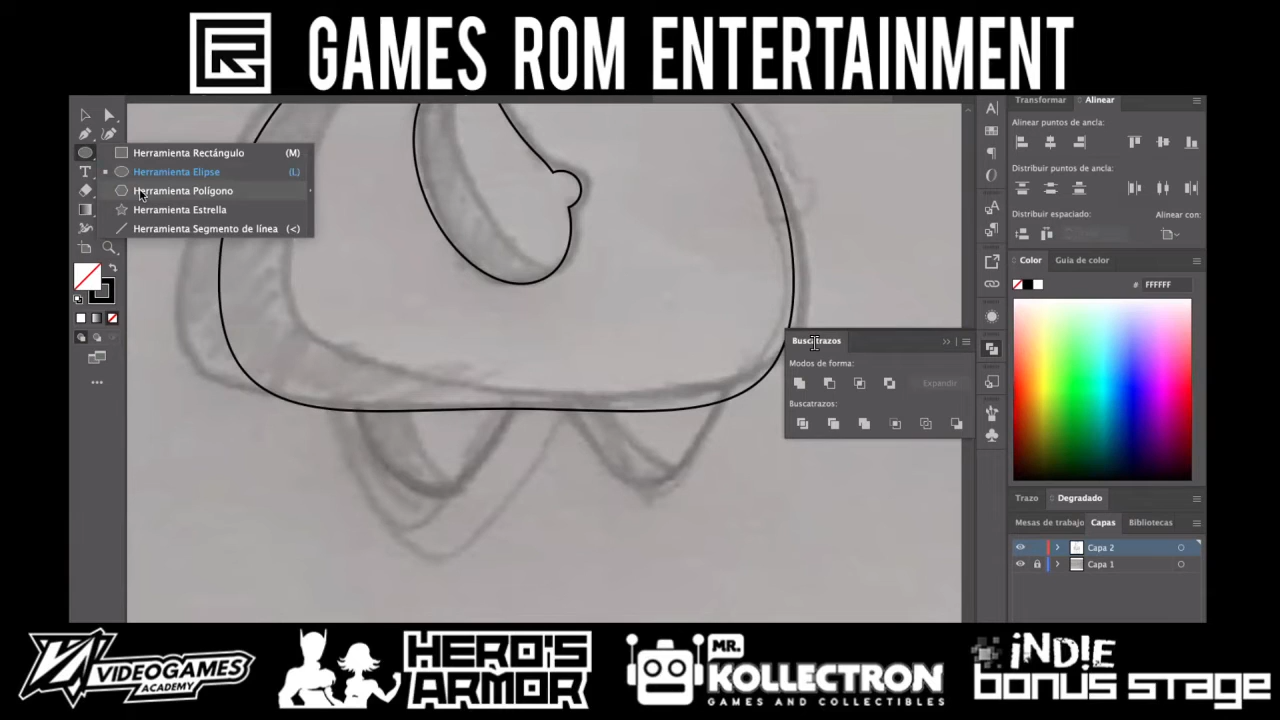 GAMES ROM ENTERTAINMENT
Transformar Alinear
Alinear puntos de ancla:
Distribuir puntos de ancla:
Distribuir espaciado: Alinear con:
Color Guía de color
# FFFFFF
Herramienta Rectángulo (M)
Herramienta Elipse (L)
Herramienta Polígono
Herramienta Estrella
Herramienta Segmento de línea (<)
Buscatrazos
Modos de forma:
Expandir
Buscatrazos:
Trazo Degradado
Mesas de trabajo Capas Bibliotecas
Capa 2
Capa 1
VIDEOGAMES
ACADEMY
HERO'S
ARMOR
MR.
KOLLECTRON
GAMES AND COLLECTIBLES
INDIE
BONUS STAGE